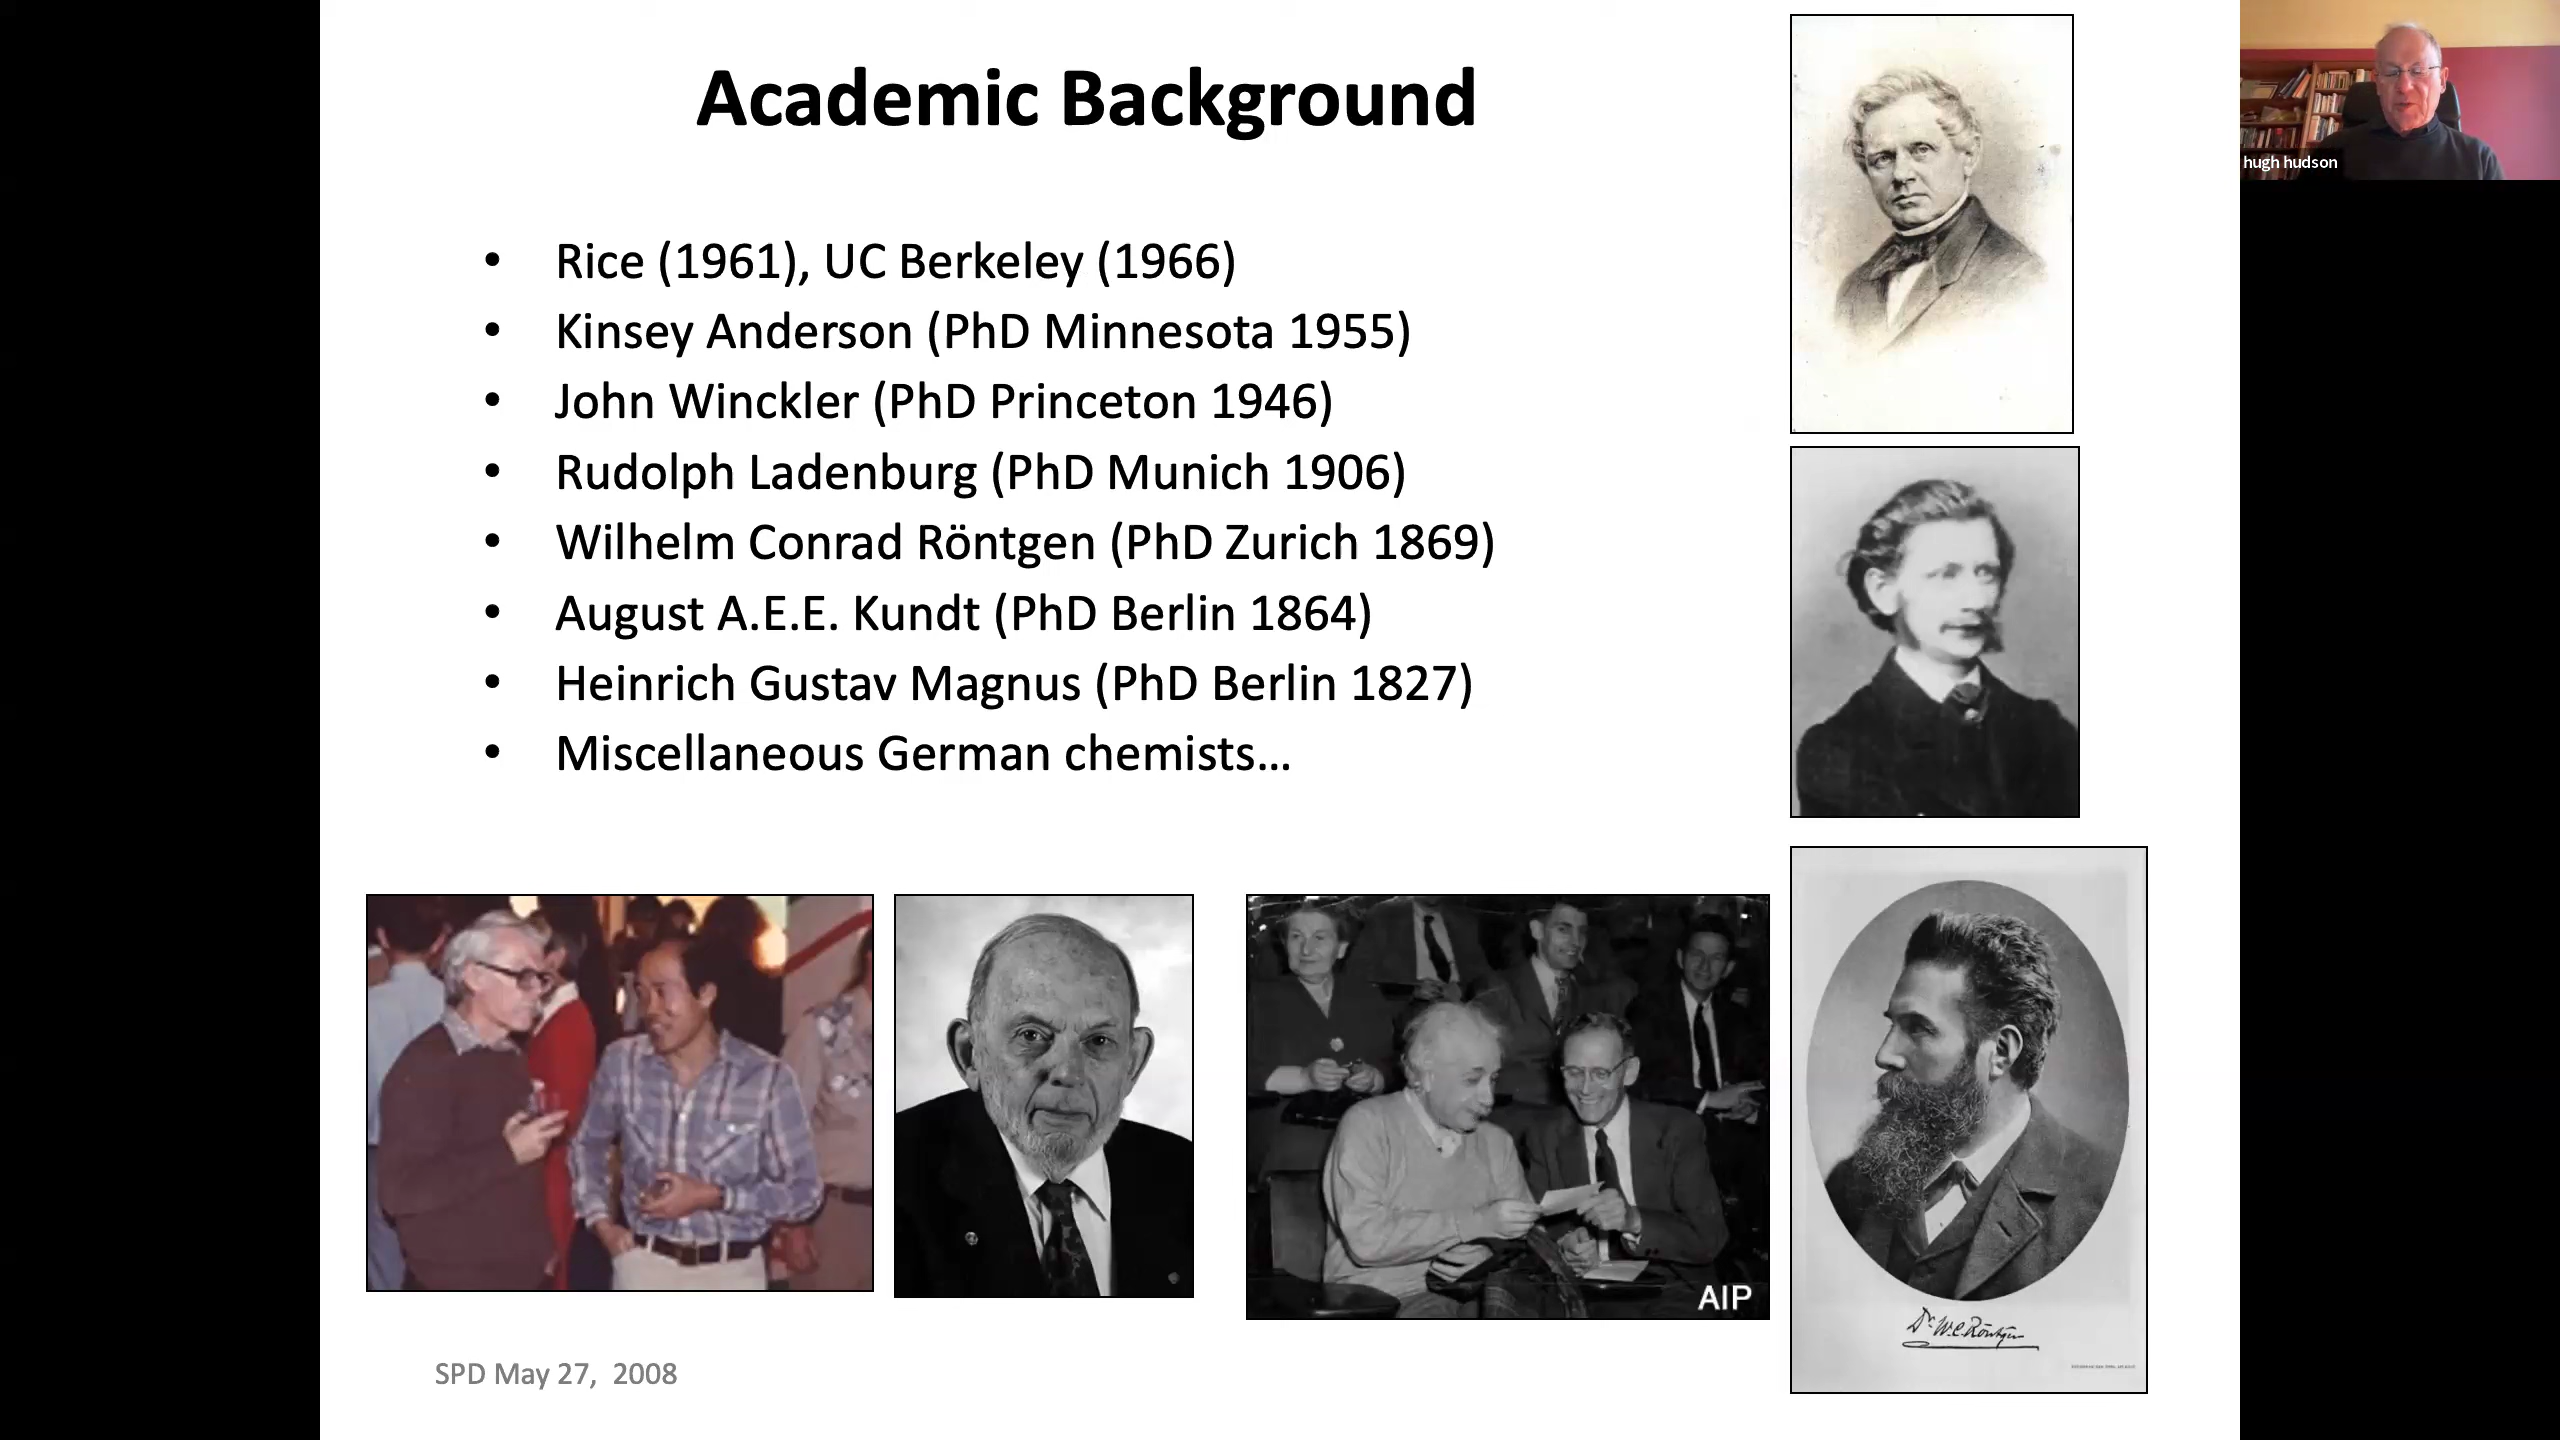 Academic Background
hugh hudson
• Rice (1961), UC Berkeley (1966)
• Kinsey Anderson (PhD Minnesota 1955)
• John Winckler (PhD Princeton 1946)
• Rudolph Ladenburg (PhD Munich 1906)
• Wilhelm Conrad Röntgen (PhD Zurich 1869)
• August A.E.E. Kundt (PhD Berlin 1864)
• Heinrich Gustav Magnus (PhD Berlin 1827)
• Miscellaneous German chemists…
AIP
Dr. W.C. Röntgen
SPD May 27, 2008